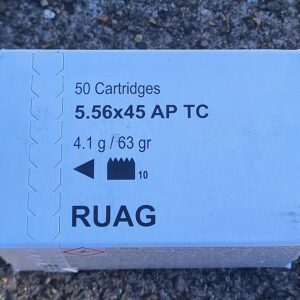 50 Cartridges
5.56x45 AP TC
4.1 g / 63 gr
10
RUAG